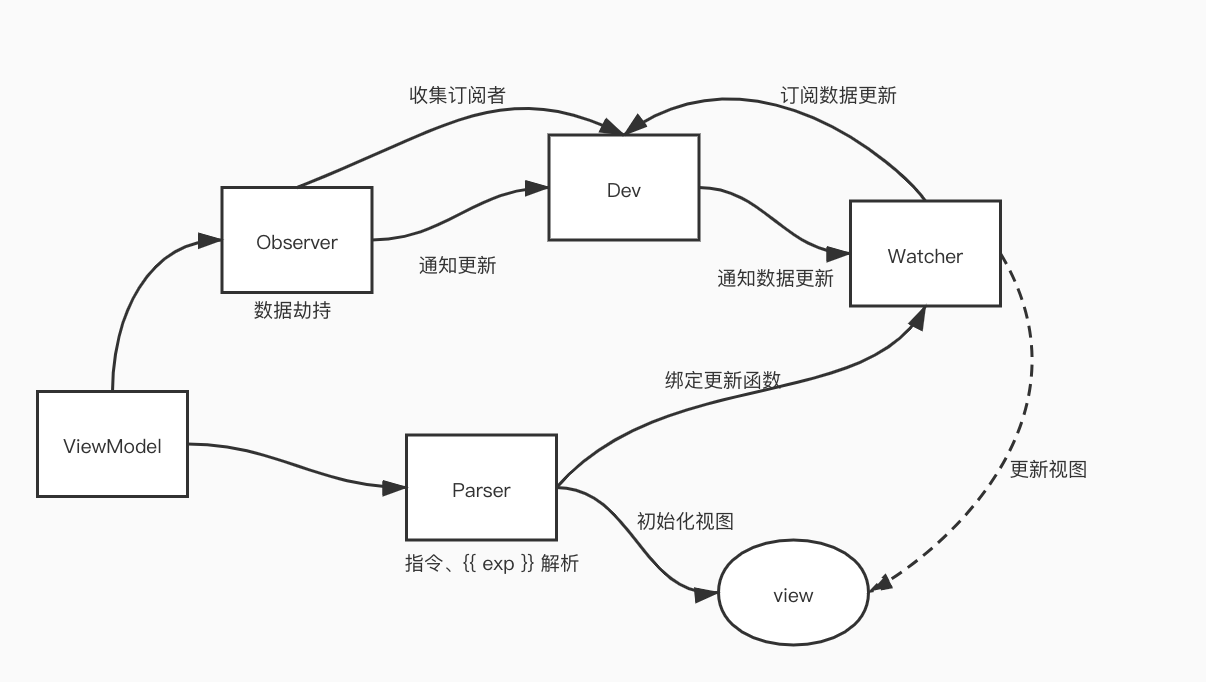 收集订阅者
订阅数据更新
Dev
Observer
通知更新
Watcher
通知数据更新
数据劫持
绑定更新函数
ViewModel
Parser
更新视图
初始化视图
指令、{{ exp }} 解析
view